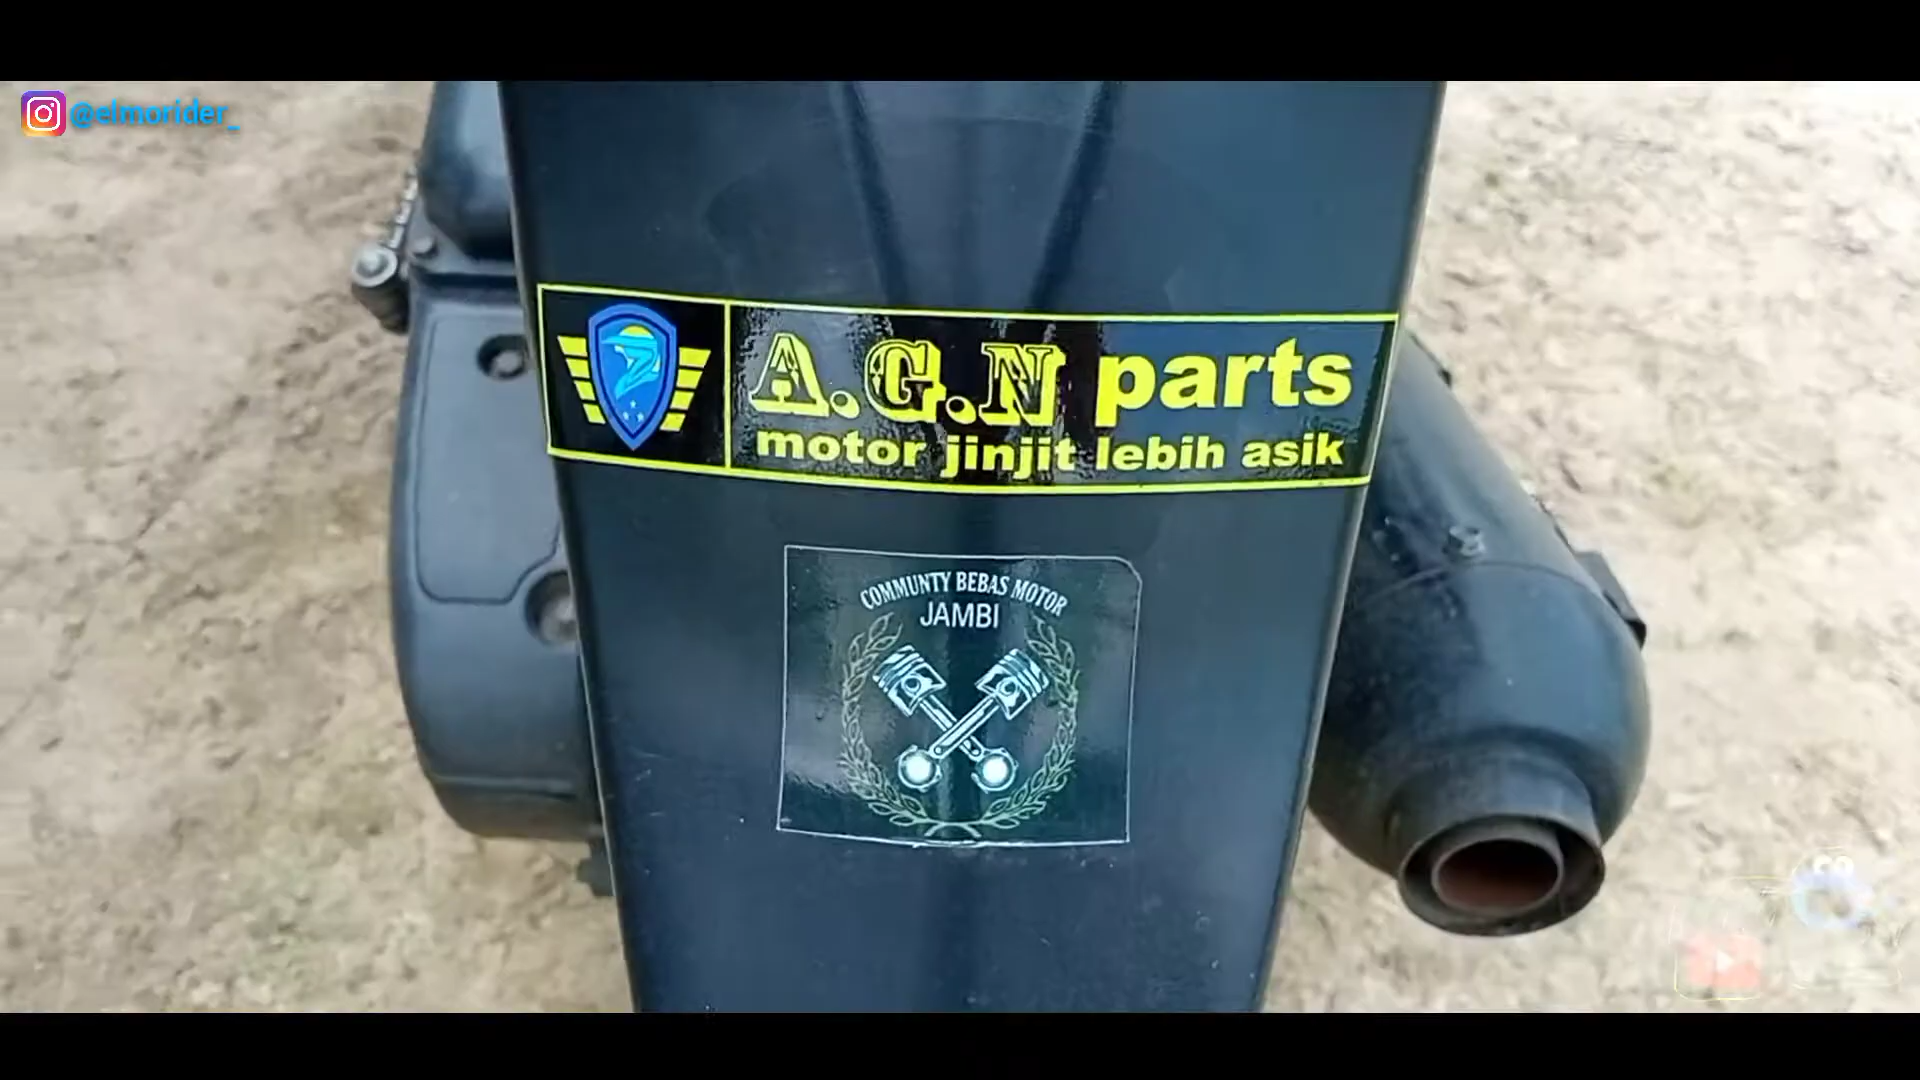 @elmorider_
A.G.N parts
motor jinjit lebih asik
COMMUNTY BEBAS MOTOR
JAMBI